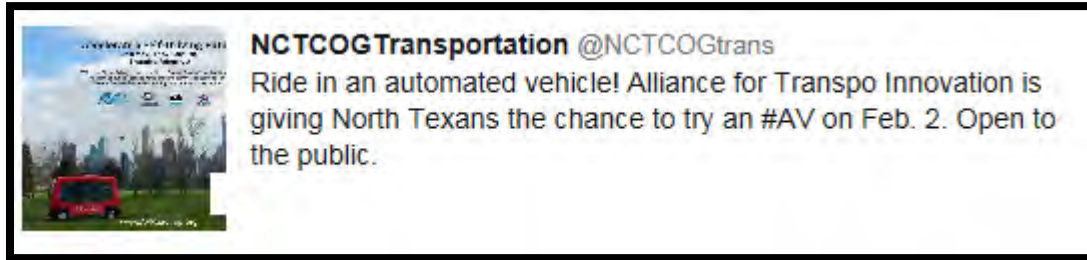 NCTCOGTransportation @NCTCOGtrans
Ride in an automated vehicle! Alliance for Transpo Innovation is
giving North Texans the chance to try an #AV on Feb. 2. Open to
the public.